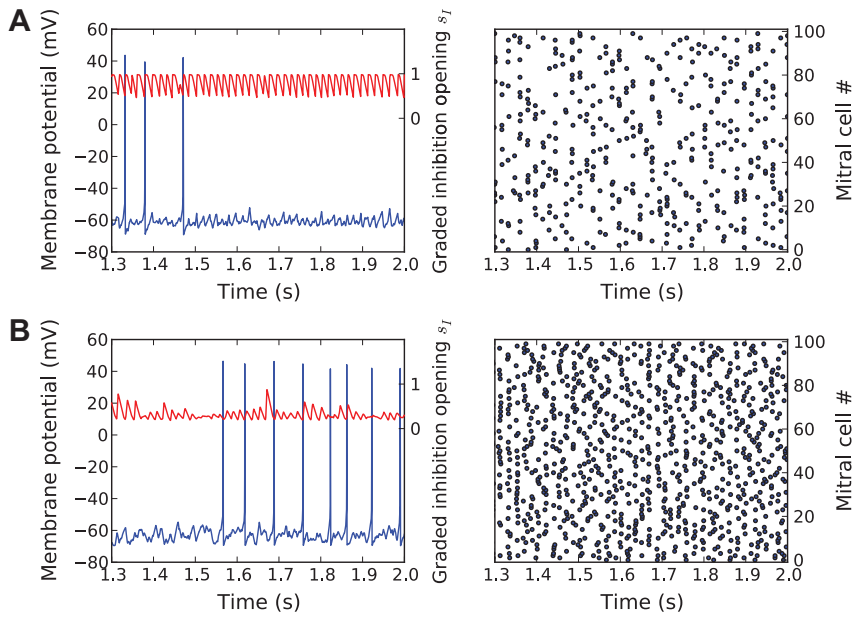 A
Membrane potential (mV)
60
40
20
0
−20
−40
−60
−80
1.3 1.4 1.5 1.6 1.7 1.8 1.9 2.0
Time (s)
1
0
Graded inhibition opening s_I
1.3 1.4 1.5 1.6 1.7 1.8 1.9 2.0
Time (s)
100
80
60
40
20
0
Mitral cell #
B
Membrane potential (mV)
60
40
20
0
−20
−40
−60
−80
1.3 1.4 1.5 1.6 1.7 1.8 1.9 2.0
Time (s)
1
0
Graded inhibition opening s_I
1.3 1.4 1.5 1.6 1.7 1.8 1.9 2.0
Time (s)
100
80
60
40
20
0
Mitral cell #